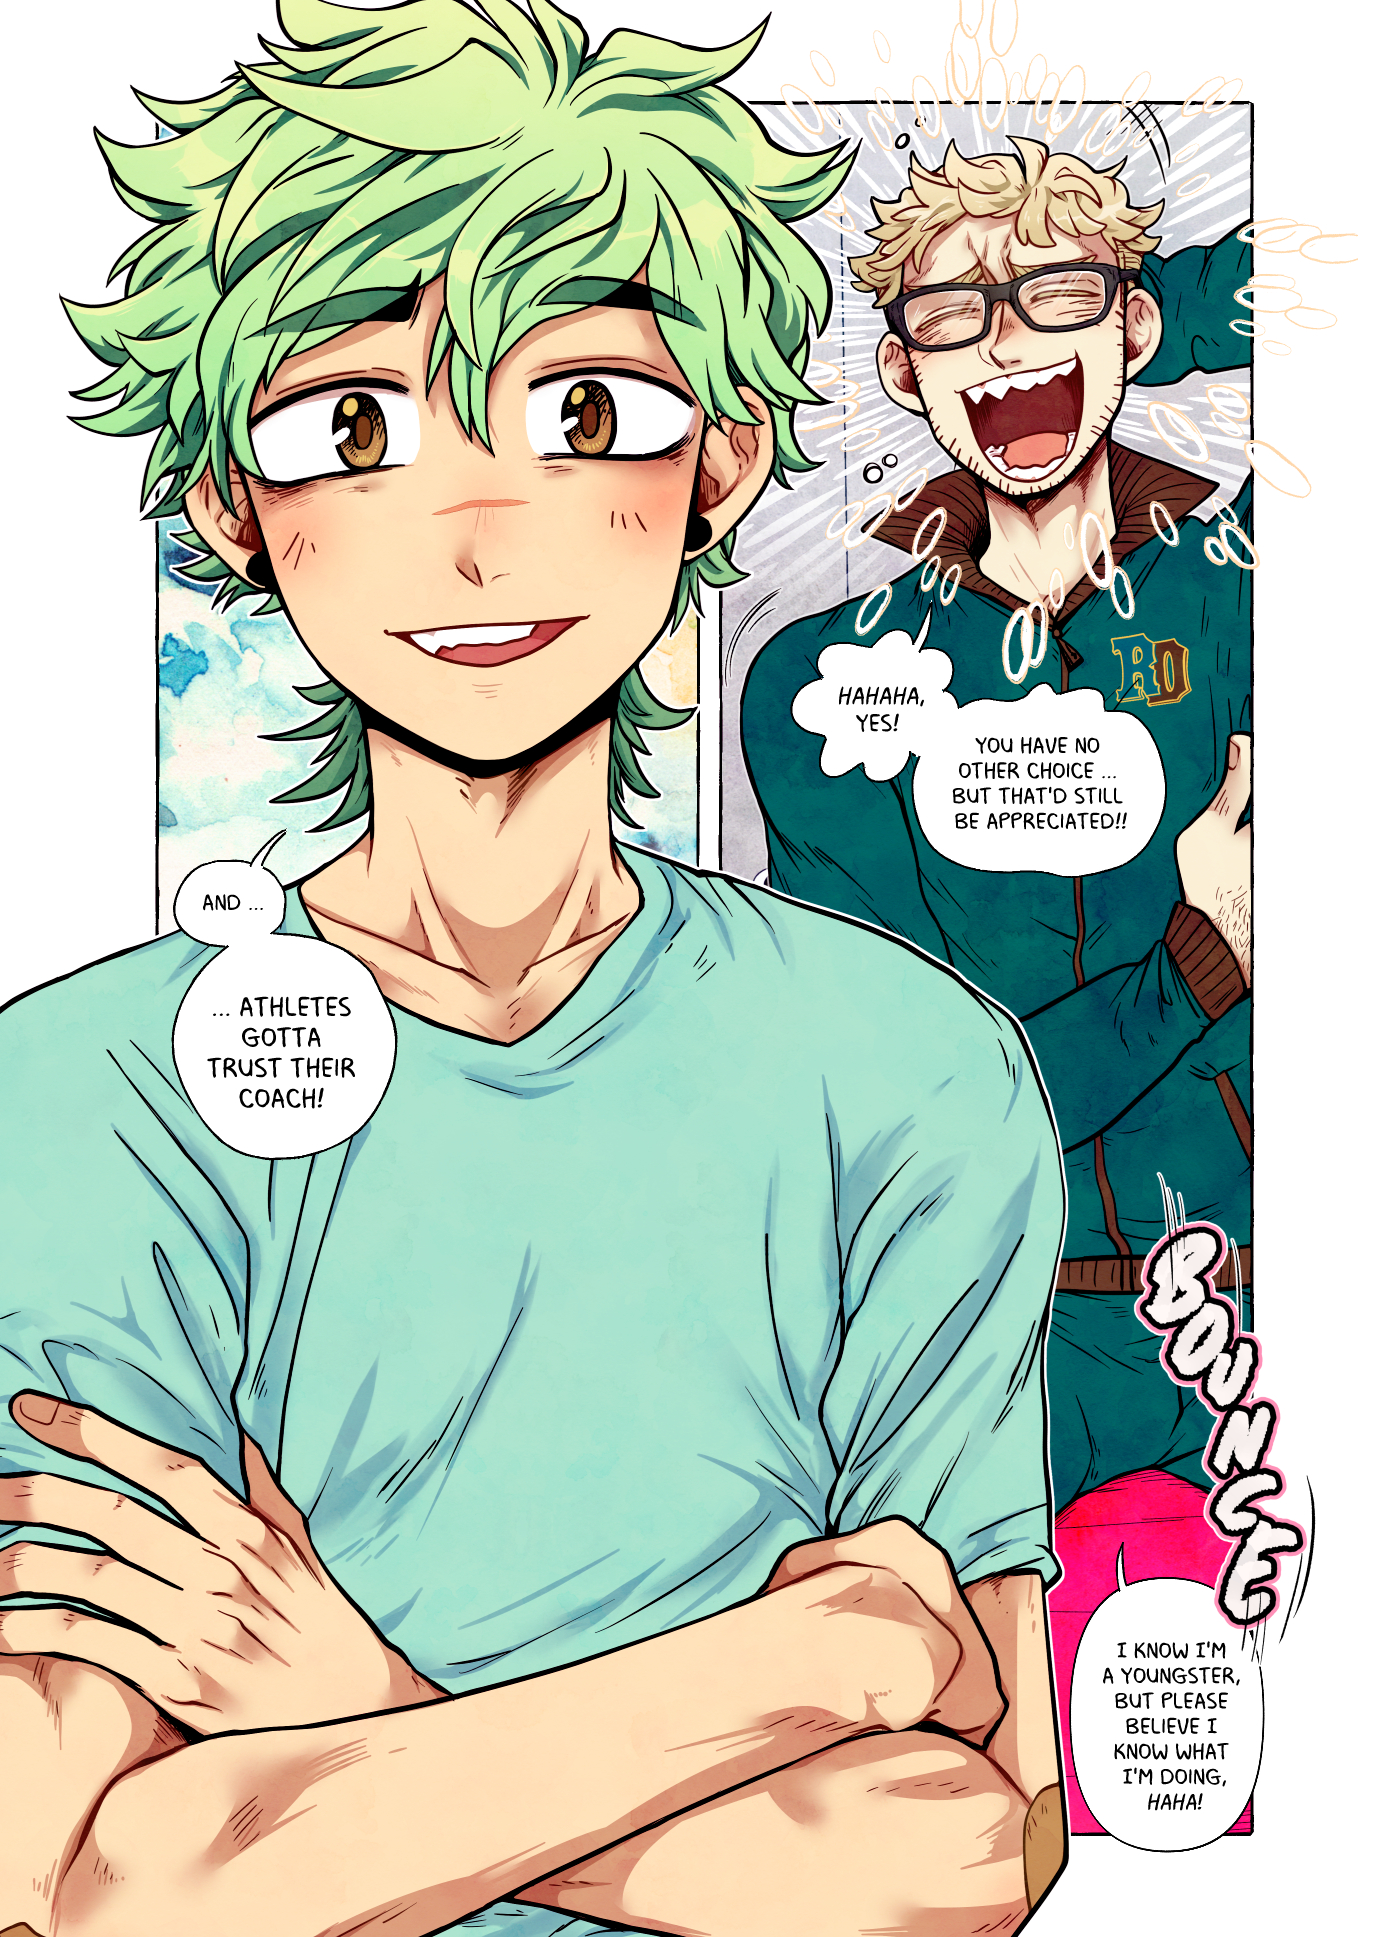 AND ...
... ATHLETES
GOTTA
TRUST THEIR
COACH!
HAHAHA,
YES!
YOU HAVE NO
OTHER CHOICE ...
BUT THAT'D STILL
BE APPRECIATED!!
RD
BOUNCE
I KNOW I'M
A YOUNGSTER,
BUT PLEASE
BELIEVE I
KNOW WHAT
I'M DOING,
HAHA!